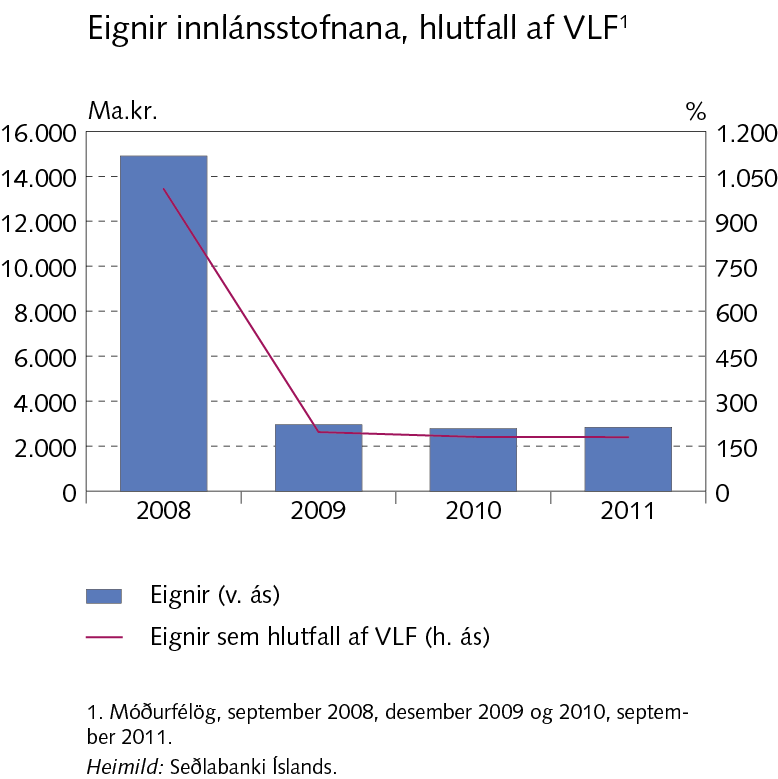 Eignir innlánsstofnana, hlutfall af VLF¹
Ma.kr. %
16.000 1.200
14.000 1.050
12.000 900
10.000 750
8.000 600
6.000 450
4.000 300
2.000 150
0 0
2008 2009 2010 2011
Eignir (v. ás)
Eignir sem hlutfall af VLF (h. ás)
1. Móðurfélög, september 2008, desember 2009 og 2010, septem-
ber 2011.
Heimild: Seðlabanki Íslands.